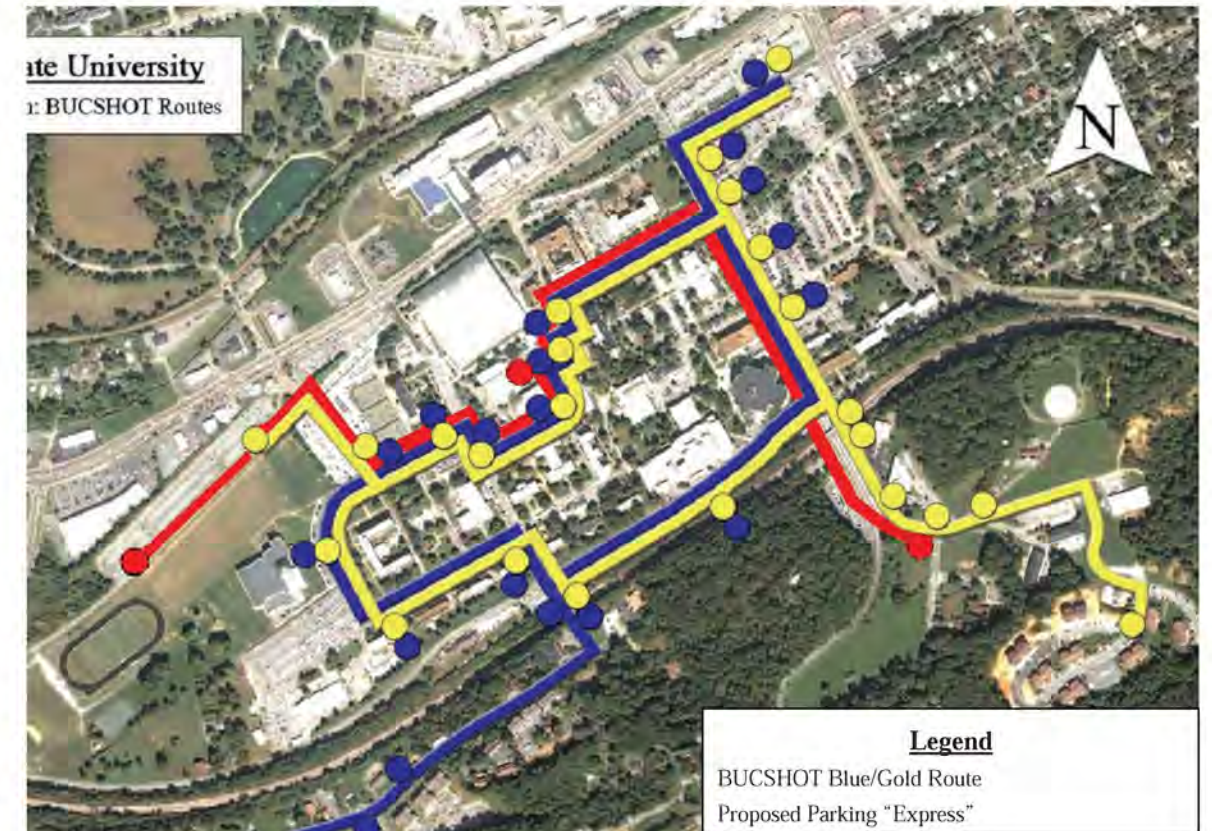 ate University
n: BUCSHOT Routes
N
Legend
BUCSHOT Blue/Gold Route
Proposed Parking “Express”